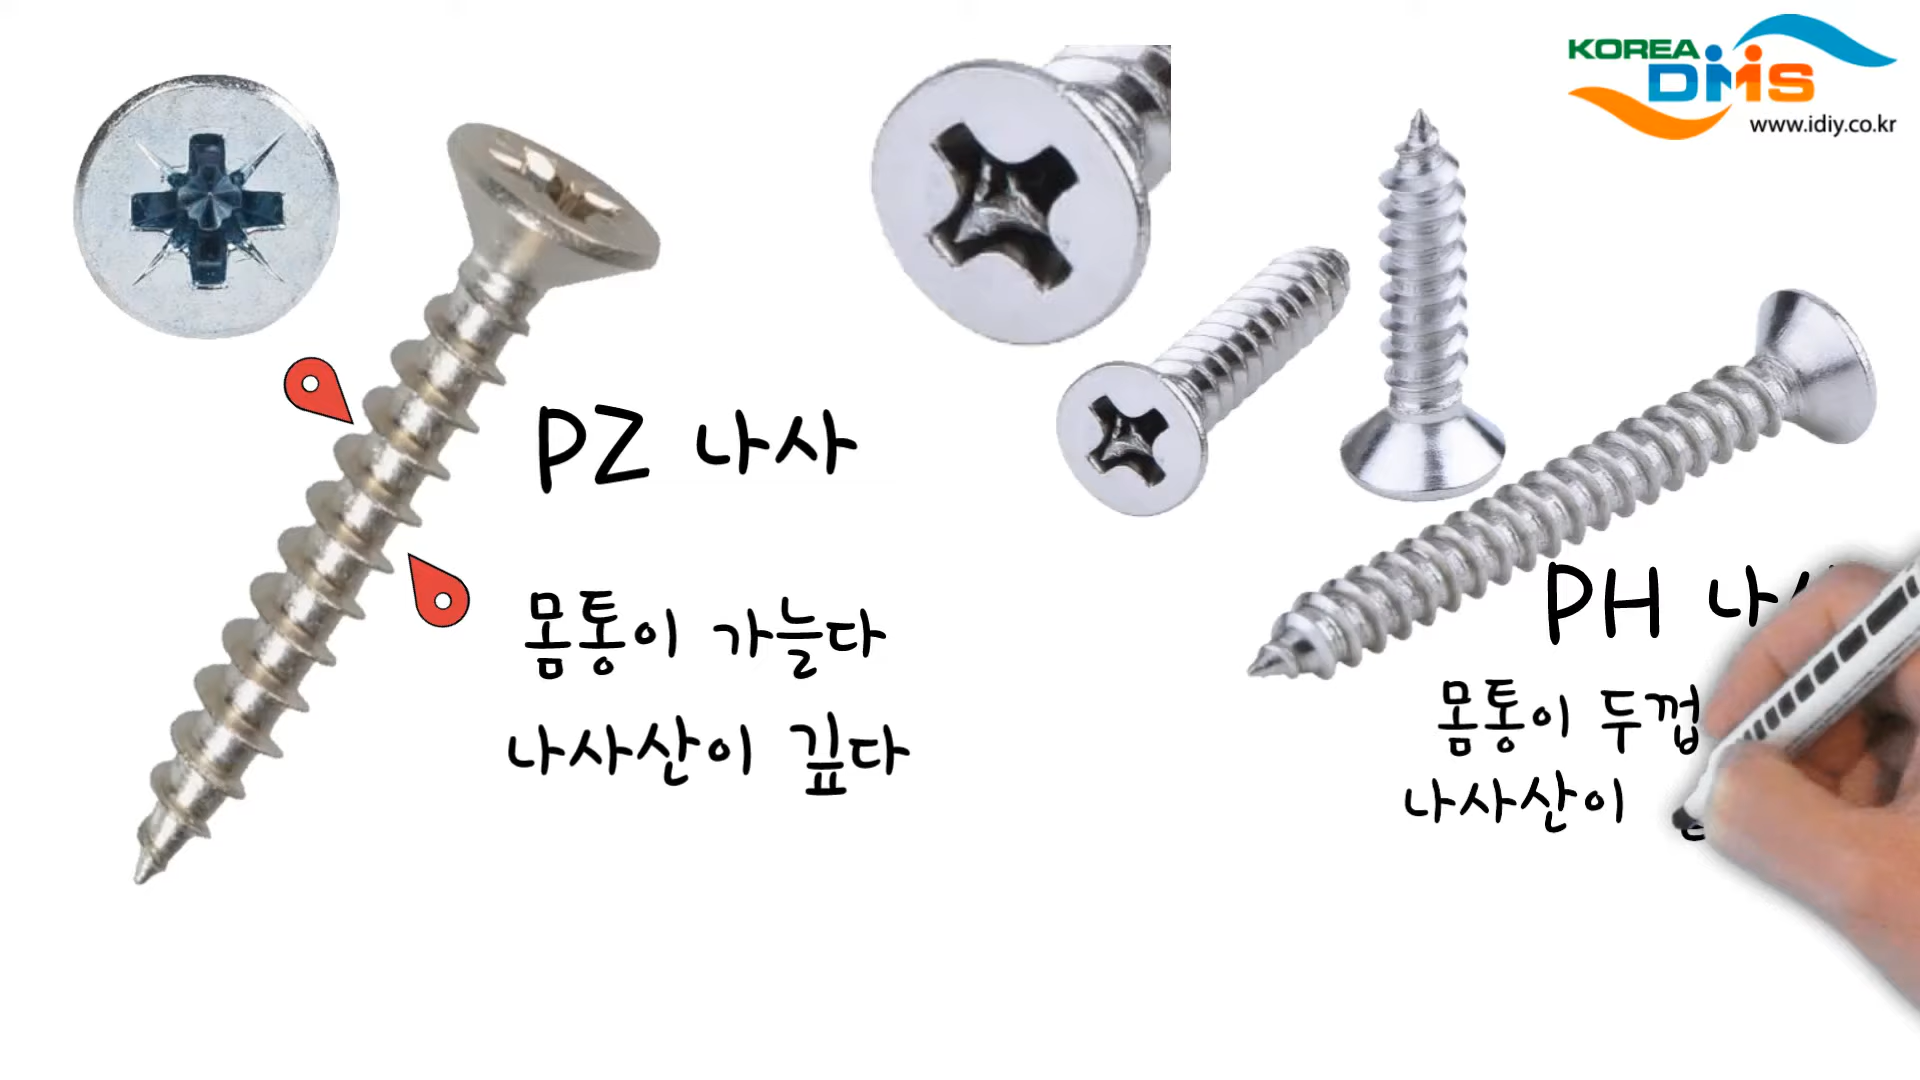 KOREA
DMS
www.idiy.co.kr
PZ 나사
몸통이 가늘다
나사산이 깊다
PH 나
몸통이 두껍
나사산이